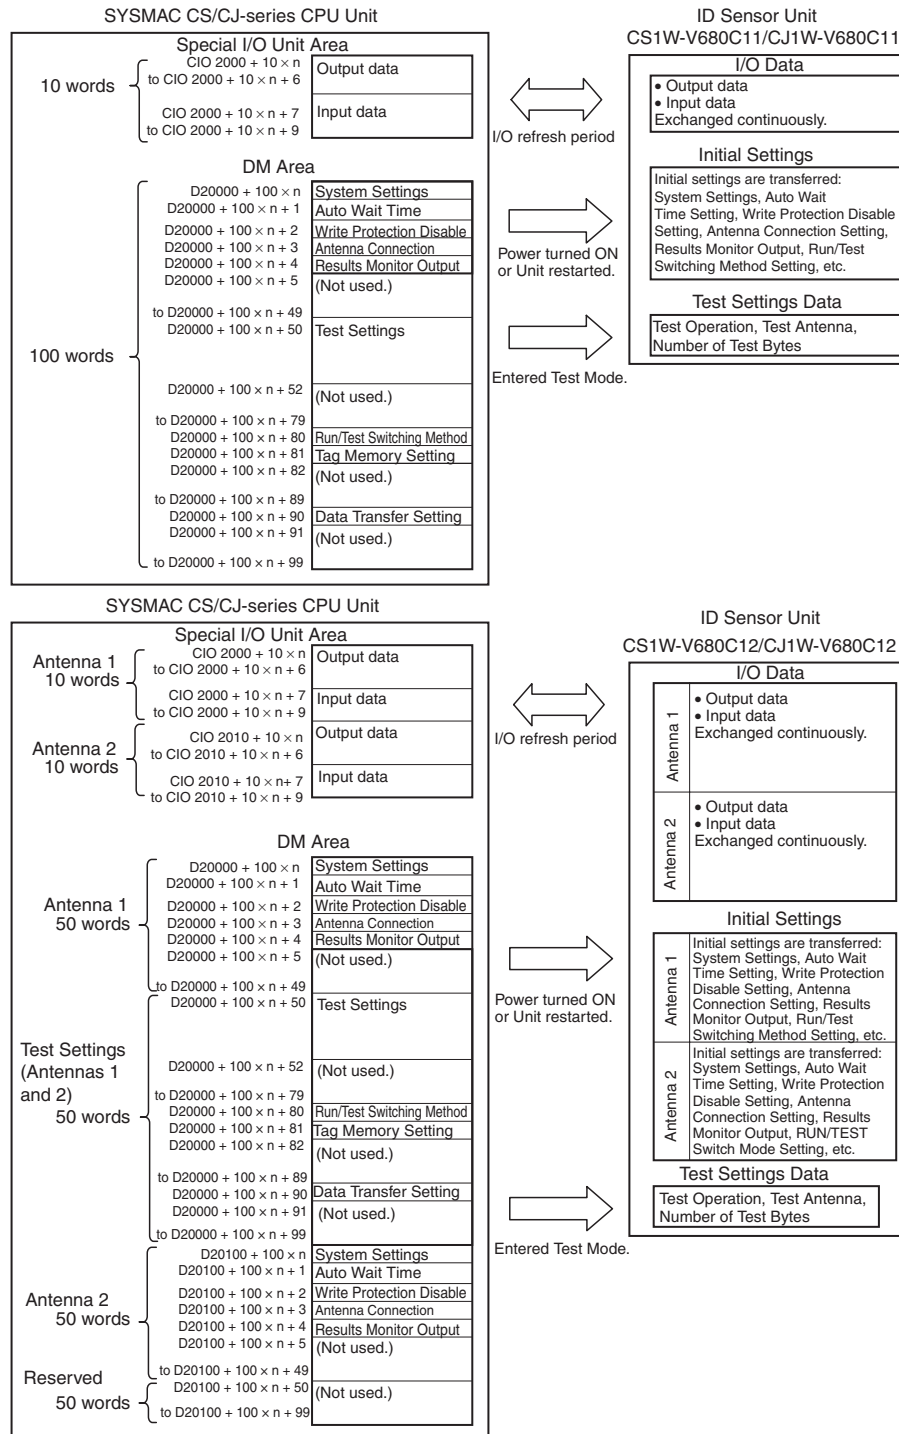 SYSMAC CS/CJ-series CPU Unit
ID Sensor Unit
CS1W-V680C11/CJ1W-V680C11
Special I/O Unit Area
10 words
CIO 2000 + 10 × n
to CIO 2000 + 10 × n + 6
Output data
CIO 2000 + 10 × n + 7
to CIO 2000 + 10 × n + 9
Input data
I/O refresh period
I/O Data
• Output data
• Input data
Exchanged continuously.
DM Area
100 words
D20000 + 100 × n
System Settings
D20000 + 100 × n + 1
Auto Wait Time
D20000 + 100 × n + 2
Write Protection Disable
D20000 + 100 × n + 3
Antenna Connection
D20000 + 100 × n + 4
Results Monitor Output
D20000 + 100 × n + 5
(Not used.)
to D20000 + 100 × n + 49
D20000 + 100 × n + 50
Test Settings
D20000 + 100 × n + 52
(Not used.)
to D20000 + 100 × n + 79
D20000 + 100 × n + 80
Run/Test Switching Method
D20000 + 100 × n + 81
Tag Memory Setting
D20000 + 100 × n + 82
(Not used.)
to D20000 + 100 × n + 89
D20000 + 100 × n + 90
Data Transfer Setting
D20000 + 100 × n + 91
(Not used.)
to D20000 + 100 × n + 99
Power turned ON
or Unit restarted.
Entered Test Mode.
Initial Settings
Initial settings are transferred:
System Settings, Auto Wait
Time Setting, Write Protection Disable
Setting, Antenna Connection Setting,
Results Monitor Output, Run/Test
Switching Method Setting, etc.
Test Settings Data
Test Operation, Test Antenna,
Number of Test Bytes
SYSMAC CS/CJ-series CPU Unit
ID Sensor Unit
CS1W-V680C12/CJ1W-V680C12
Special I/O Unit Area
Antenna 1
10 words
CIO 2000 + 10 × n
to CIO 2000 + 10 × n + 6
Output data
CIO 2000 + 10 × n + 7
to CIO 2000 + 10 × n + 9
Input data
Antenna 2
10 words
CIO 2010 + 10 × n
to CIO 2010 + 10 × n + 6
Output data
CIO 2010 + 10 × n+ 7
to CIO 2010 + 10 × n + 9
Input data
I/O refresh period
I/O Data
Antenna 1
• Output data
• Input data
Exchanged continuously.
Antenna 2
• Output data
• Input data
Exchanged continuously.
DM Area
Antenna 1
50 words
D20000 + 100 × n
System Settings
D20000 + 100 × n + 1
Auto Wait Time
D20000 + 100 × n + 2
Write Protection Disable
D20000 + 100 × n + 3
Antenna Connection
D20000 + 100 × n + 4
Results Monitor Output
D20000 + 100 × n + 5
(Not used.)
to D20000 + 100 × n + 49
Test Settings
(Antennas 1
and 2)
50 words
D20000 + 100 × n + 50
Test Settings
D20000 + 100 × n + 52
(Not used.)
to D20000 + 100 × n + 79
D20000 + 100 × n + 80
Run/Test Switching Method
D20000 + 100 × n + 81
Tag Memory Setting
D20000 + 100 × n + 82
(Not used.)
to D20000 + 100 × n + 89
D20000 + 100 × n + 90
Data Transfer Setting
D20000 + 100 × n + 91
(Not used.)
to D20000 + 100 × n + 99
Antenna 2
50 words
D20100 + 100 × n
System Settings
D20100 + 100 × n + 1
Auto Wait Time
D20100 + 100 × n + 2
Write Protection Disable
D20100 + 100 × n + 3
Antenna Connection
D20100 + 100 × n + 4
Results Monitor Output
D20100 + 100 × n + 5
(Not used.)
to D20100 + 100 × n + 49
Reserved
50 words
D20100 + 100 × n + 50
(Not used.)
to D20100 + 100 × n + 99
Power turned ON
or Unit restarted.
Entered Test Mode.
Initial Settings
Antenna 1
Initial settings are transferred:
System Settings, Auto Wait
Time Setting, Write Protection
Disable Setting, Antenna
Connection Setting, Results
Monitor Output, Run/Test
Switching Method Setting, etc.
Antenna 2
Initial settings are transferred:
System Settings, Auto Wait
Time Setting, Write Protection
Disable Setting, Antenna
Connection Setting, Results
Monitor Output, RUN/TEST
Switch Mode Setting, etc.
Test Settings Data
Test Operation, Test Antenna,
Number of Test Bytes